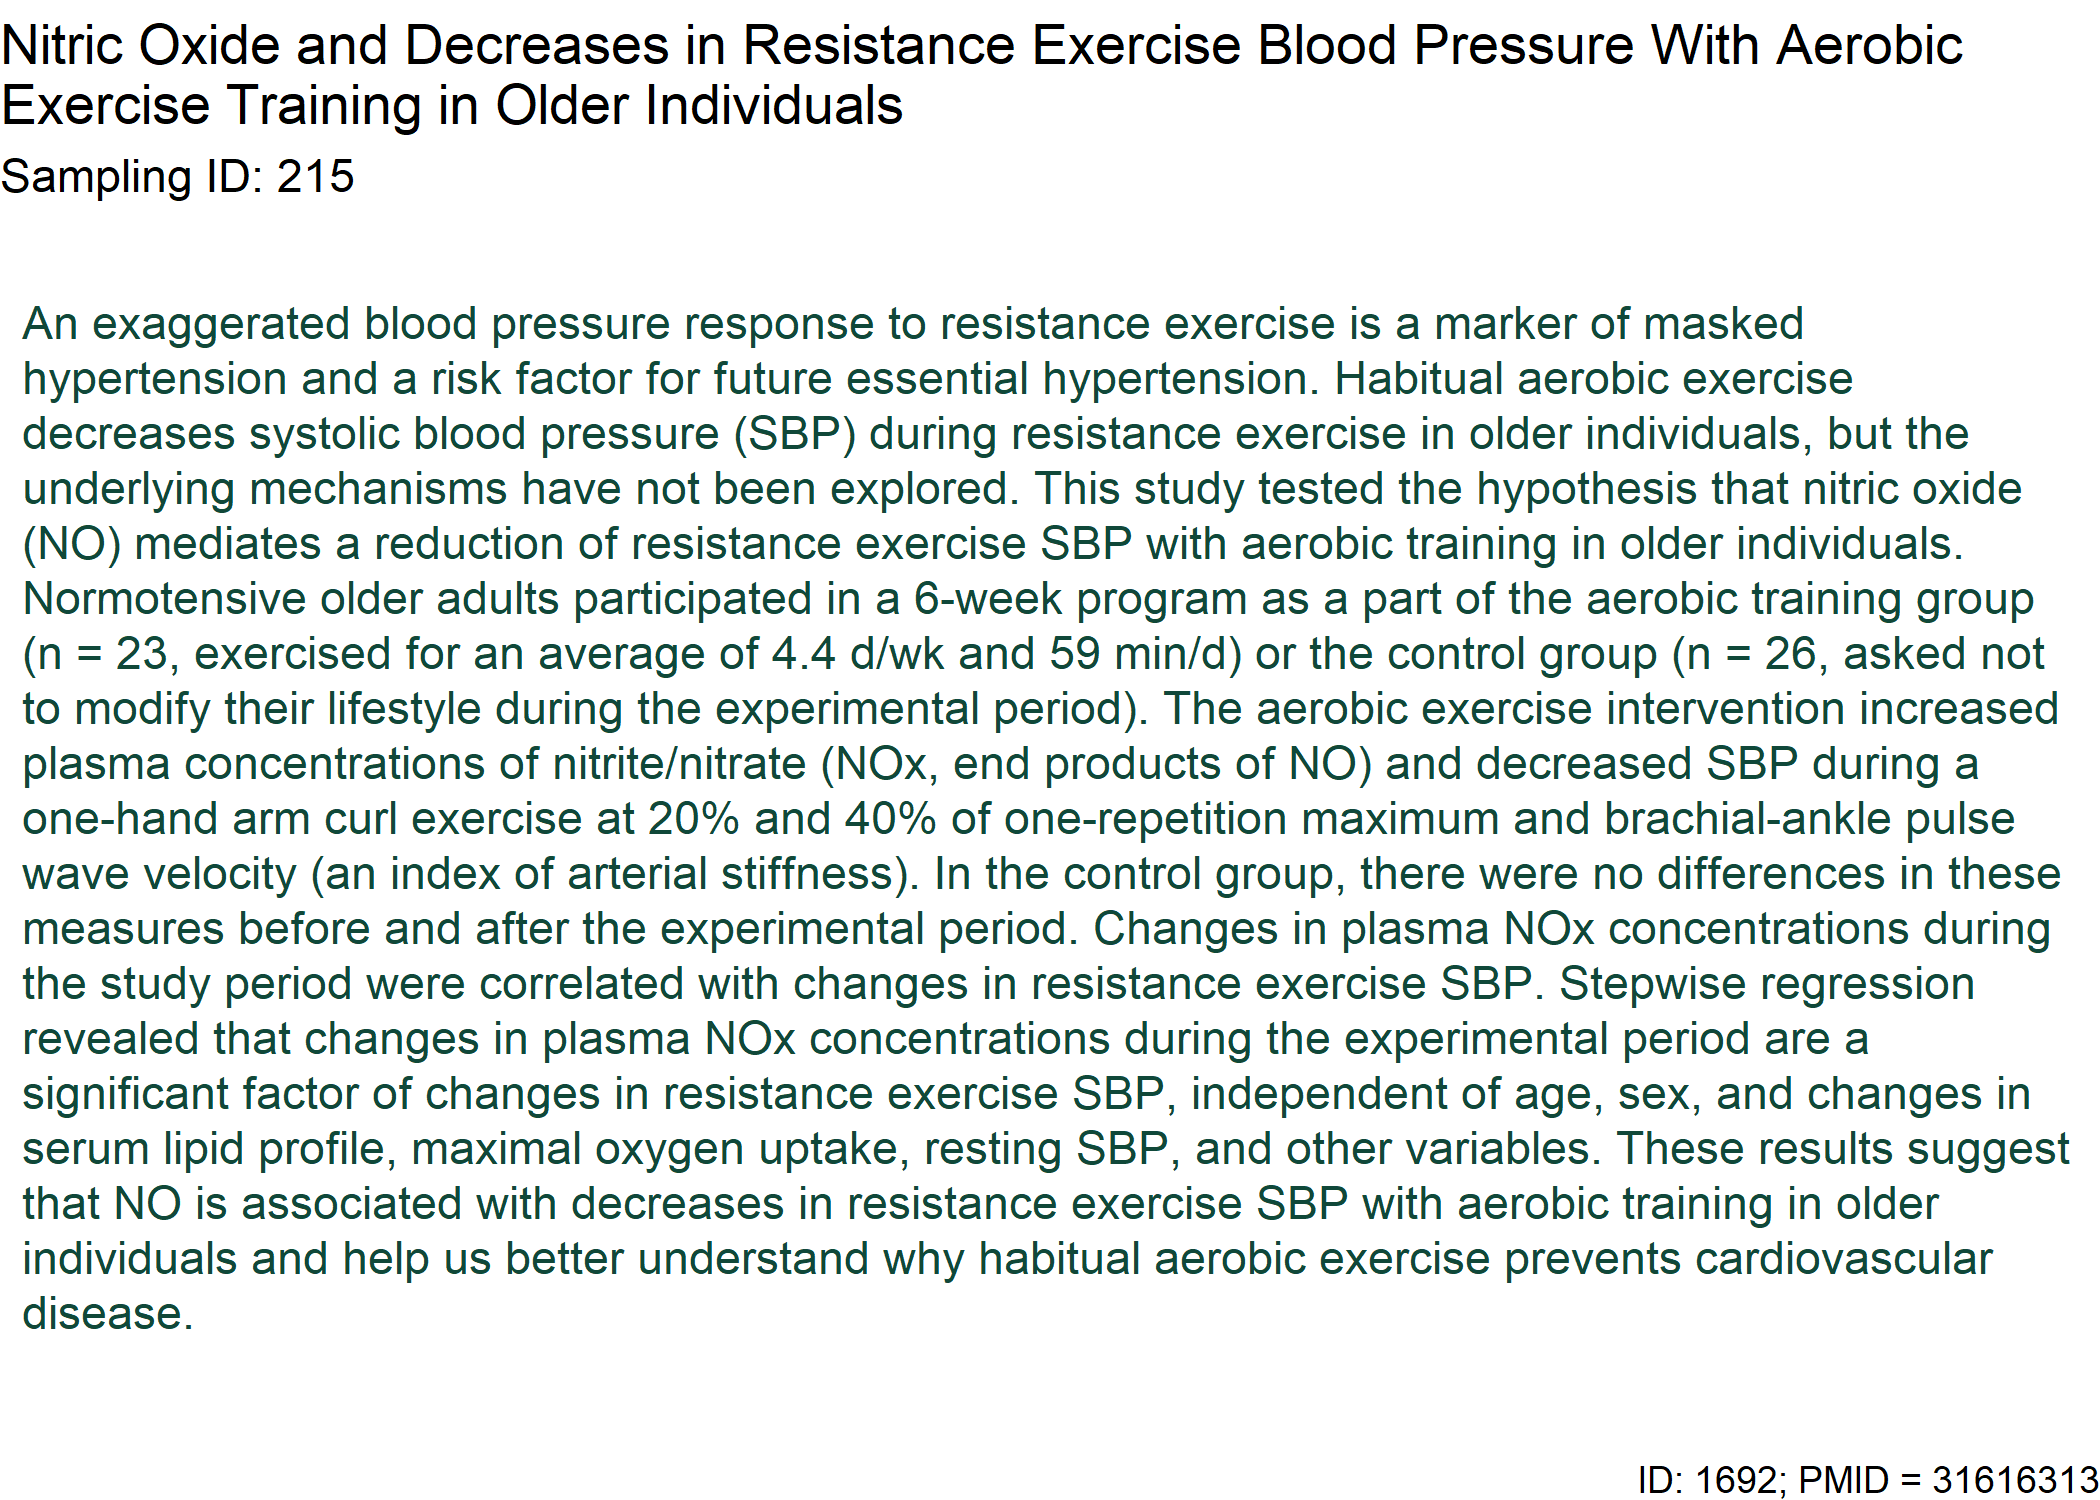 Nitric Oxide and Decreases in Resistance Exercise Blood Pressure With Aerobic
Exercise Training in Older Individuals
Sampling ID: 215
An exaggerated blood pressure response to resistance exercise is a marker of masked
hypertension and a risk factor for future essential hypertension. Habitual aerobic exercise
decreases systolic blood pressure (SBP) during resistance exercise in older individuals, but the
underlying mechanisms have not been explored. This study tested the hypothesis that nitric oxide
(NO) mediates a reduction of resistance exercise SBP with aerobic training in older individuals.
Normotensive older adults participated in a 6-week program as a part of the aerobic training group
(n = 23, exercised for an average of 4.4 d/wk and 59 min/d) or the control group (n = 26, asked not
to modify their lifestyle during the experimental period). The aerobic exercise intervention increased
plasma concentrations of nitrite/nitrate (NOx, end products of NO) and decreased SBP during a
one-hand arm curl exercise at 20% and 40% of one-repetition maximum and brachial-ankle pulse
wave velocity (an index of arterial stiffness). In the control group, there were no differences in these
measures before and after the experimental period. Changes in plasma NOx concentrations during
the study period were correlated with changes in resistance exercise SBP. Stepwise regression
revealed that changes in plasma NOx concentrations during the experimental period are a
significant factor of changes in resistance exercise SBP, independent of age, sex, and changes in
serum lipid profile, maximal oxygen uptake, resting SBP, and other variables. These results suggest
that NO is associated with decreases in resistance exercise SBP with aerobic training in older
individuals and help us better understand why habitual aerobic exercise prevents cardiovascular
disease.
ID: 1692; PMID = 31616313